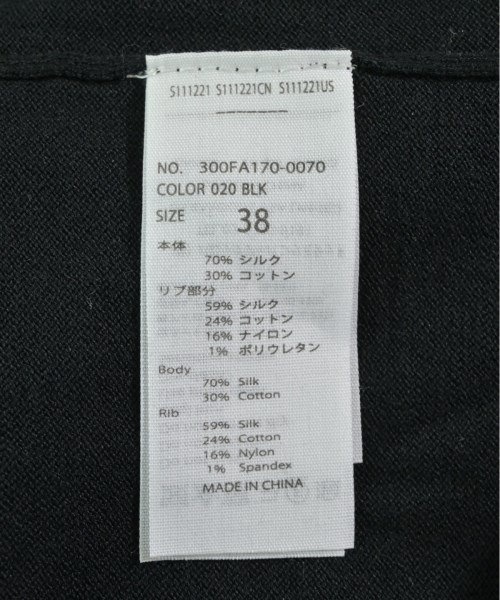 S111221 S111221CN S111221US
NO. 300FA170-0070
COLOR 020 BLK
SIZE 38
本体
70% シルク
30% コットン
リブ部分
59% シルク
24% コットン
16% ナイロン
1% ポリウレタン
Body
70% Silk
30% Cotton
Rib
59% Silk
24% Cotton
16% Nylon
1% Spandex
MADE IN CHINA